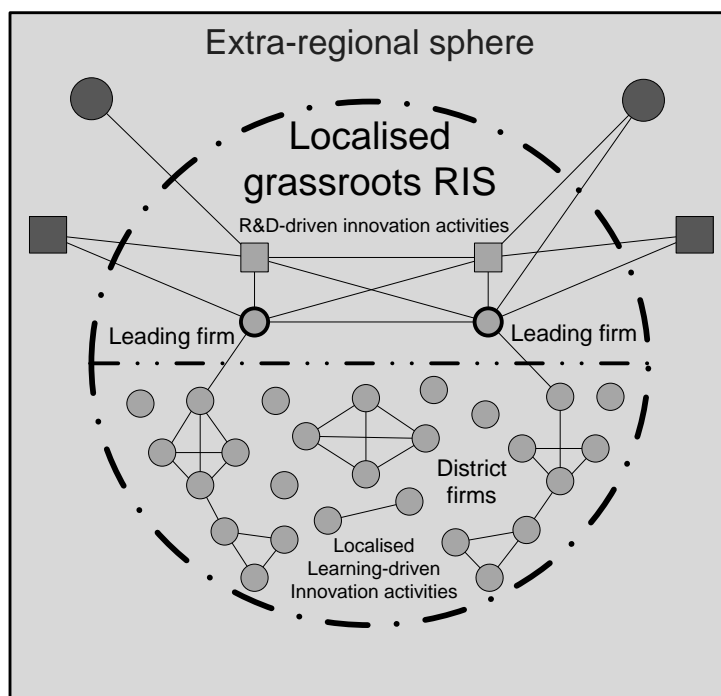 Extra-regional sphere
Localised
grassroots RIS
R&D-driven innovation activities
Leading firm
Leading firm
District
firms
Localised
Learning-driven
Innovation activities